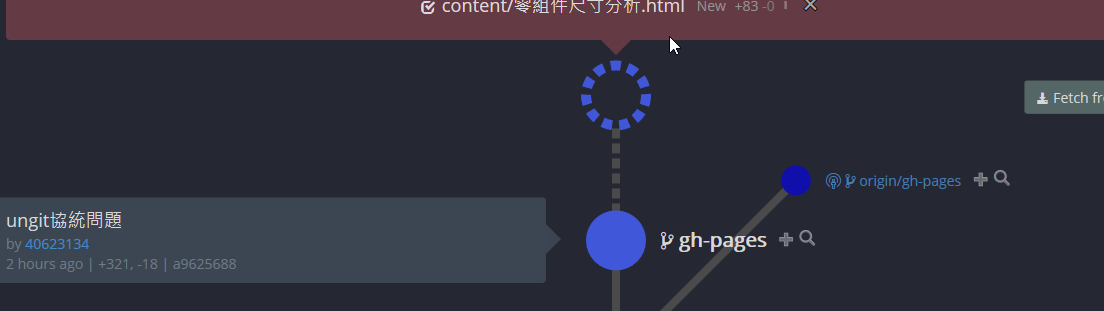 content/零組件尺寸分析.html New +83 -0
Fetch fr
origin/gh-pages
ungit協統問題
gh-pages
by 40623134
2 hours ago | +321, -18 | a9625688